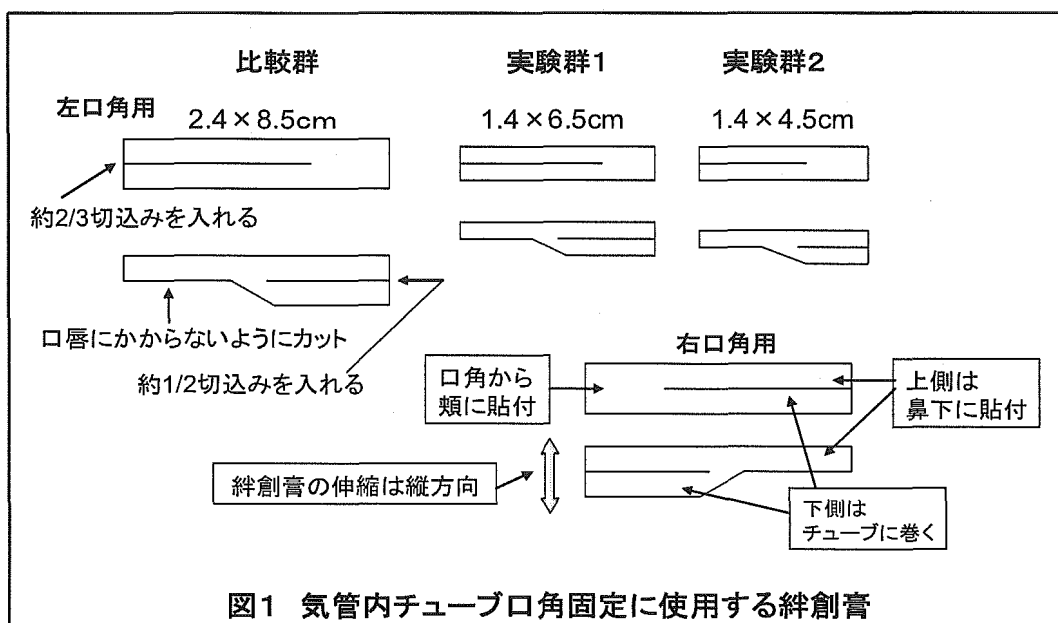 比較群
実験群1
実験群2
左口角用
2.4×8.5cm
1.4×6.5cm
1.4×4.5cm
約2/3切込みを入れる
口唇にかからないようにカット
約1/2切込みを入れる
右口角用
口角から
頬に貼付
上側は
鼻下に貼付
絆創膏の伸縮は縦方向
下側は
チューブに巻く
図1 気管内チューブ口角固定に使用する絆創膏